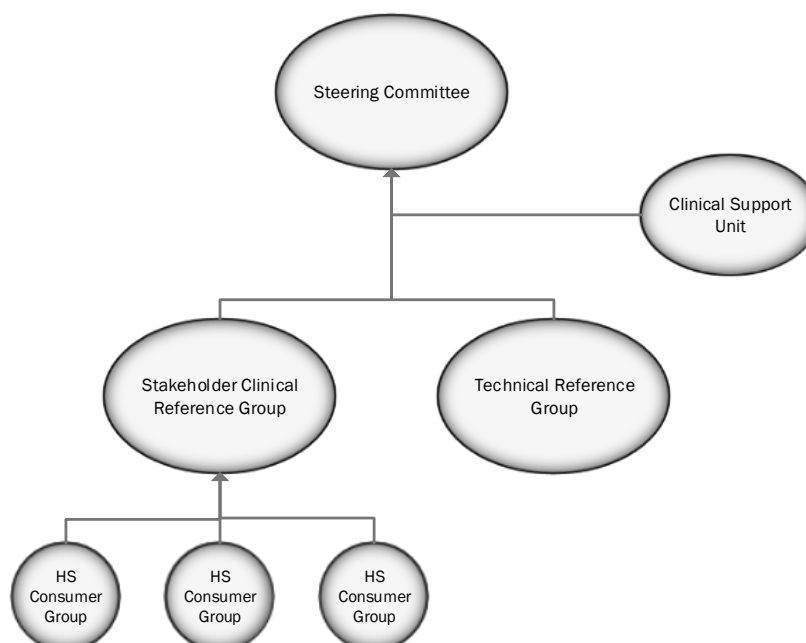 Steering Committee
Clinical Support
Unit
Stakeholder Clinical
Reference Group
Technical Reference
Group
HS
Consumer
Group
HS
Consumer
Group
HS
Consumer
Group